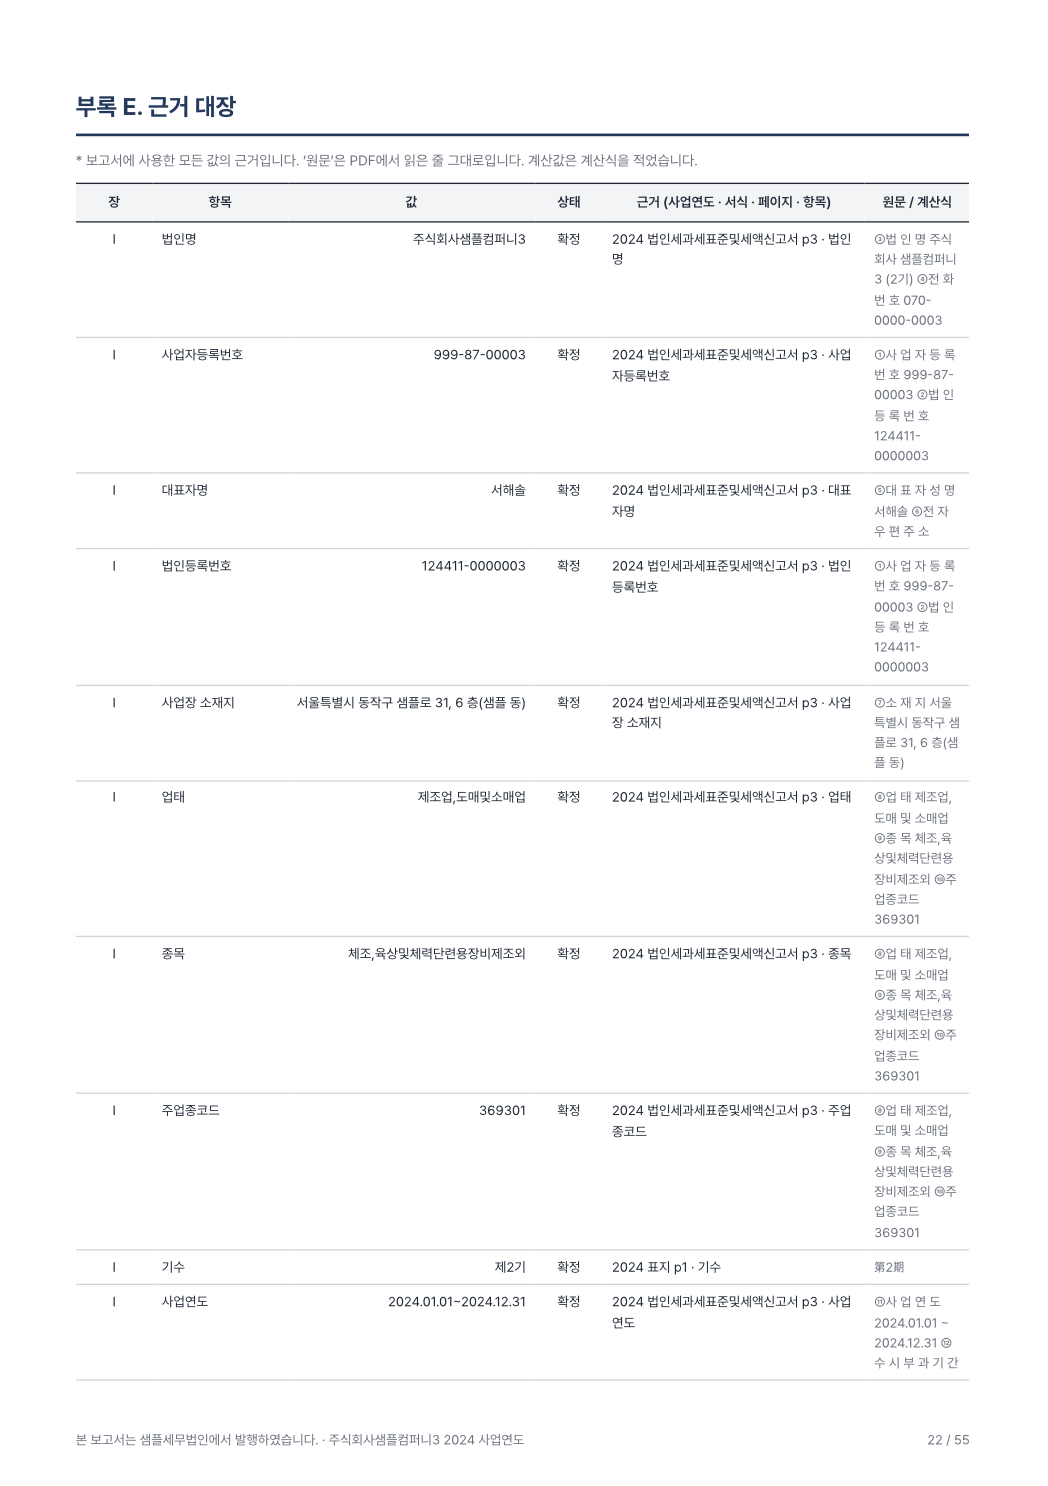 부록 E. 근거 대장
* 보고서에 사용한 모든 값의 근거입니다. ‘원문’은 PDF에서 읽은 줄 그대로입니다. 계산값은 계산식을 적었습니다.
장 항목 값 상태 근거 (사업연도 · 서식 · 페이지 · 항목) 원문 / 계산식
I 법인명 주식회사샘플컴퍼니3 확정 2024 법인세과세표준및세액신고서 p3 · 법인 ③법 인 명 주식
명 회사 샘플컴퍼니
3 (2기) ④전 화
번 호 070-
0000-0003
I 사업자등록번호 999-87-00003 확정 2024 법인세과세표준및세액신고서 p3 · 사업 ①사 업 자 등 록
자등록번호 번 호 999-87-
00003 ②법 인
등 록 번 호
124411-
0000003
I 대표자명 서해솔 확정 2024 법인세과세표준및세액신고서 p3 · 대표 ⑤대 표 자 성 명
자명 서해솔 ⑥전 자
우 편 주 소
I 법인등록번호 124411-0000003 확정 2024 법인세과세표준및세액신고서 p3 · 법인 ①사 업 자 등 록
등록번호 번 호 999-87-
00003 ②법 인
등 록 번 호
124411-
0000003
I 사업장 소재지 서울특별시 동작구 샘플로 31, 6 층(샘플 동) 확정 2024 법인세과세표준및세액신고서 p3 · 사업 ⑦소 재 지 서울
장 소재지 특별시 동작구 샘
플로 31, 6 층(샘
플 동)
I 업태 제조업,도매및소매업 확정 2024 법인세과세표준및세액신고서 p3 · 업태 ⑧업 태 제조업,
도매 및 소매업
⑨종 목 체조,육
상및체력단련용
장비제조외 ⑩주
업종코드
369301
I 종목 체조,육상및체력단련용장비제조외 확정 2024 법인세과세표준및세액신고서 p3 · 종목 ⑧업 태 제조업,
도매 및 소매업
⑨종 목 체조,육
상및체력단련용
장비제조외 ⑩주
업종코드
369301
I 주업종코드 369301 확정 2024 법인세과세표준및세액신고서 p3 · 주업 ⑧업 태 제조업,
종코드 도매 및 소매업
⑨종 목 체조,육
상및체력단련용
장비제조외 ⑩주
업종코드
369301
I 기수 제2기 확정 2024 표지 p1 · 기수 第2期
I 사업연도 2024.01.01~2024.12.31 확정 2024 법인세과세표준및세액신고서 p3 · 사업 ⑪사 업 연 도
연도 2024.01.01 ~
2024.12.31 ⑫
수 시 부 과 기 간
본 보고서는 샘플세무법인에서 발행하였습니다. · 주식회사샘플컴퍼니3 2024 사업연도 22 / 55